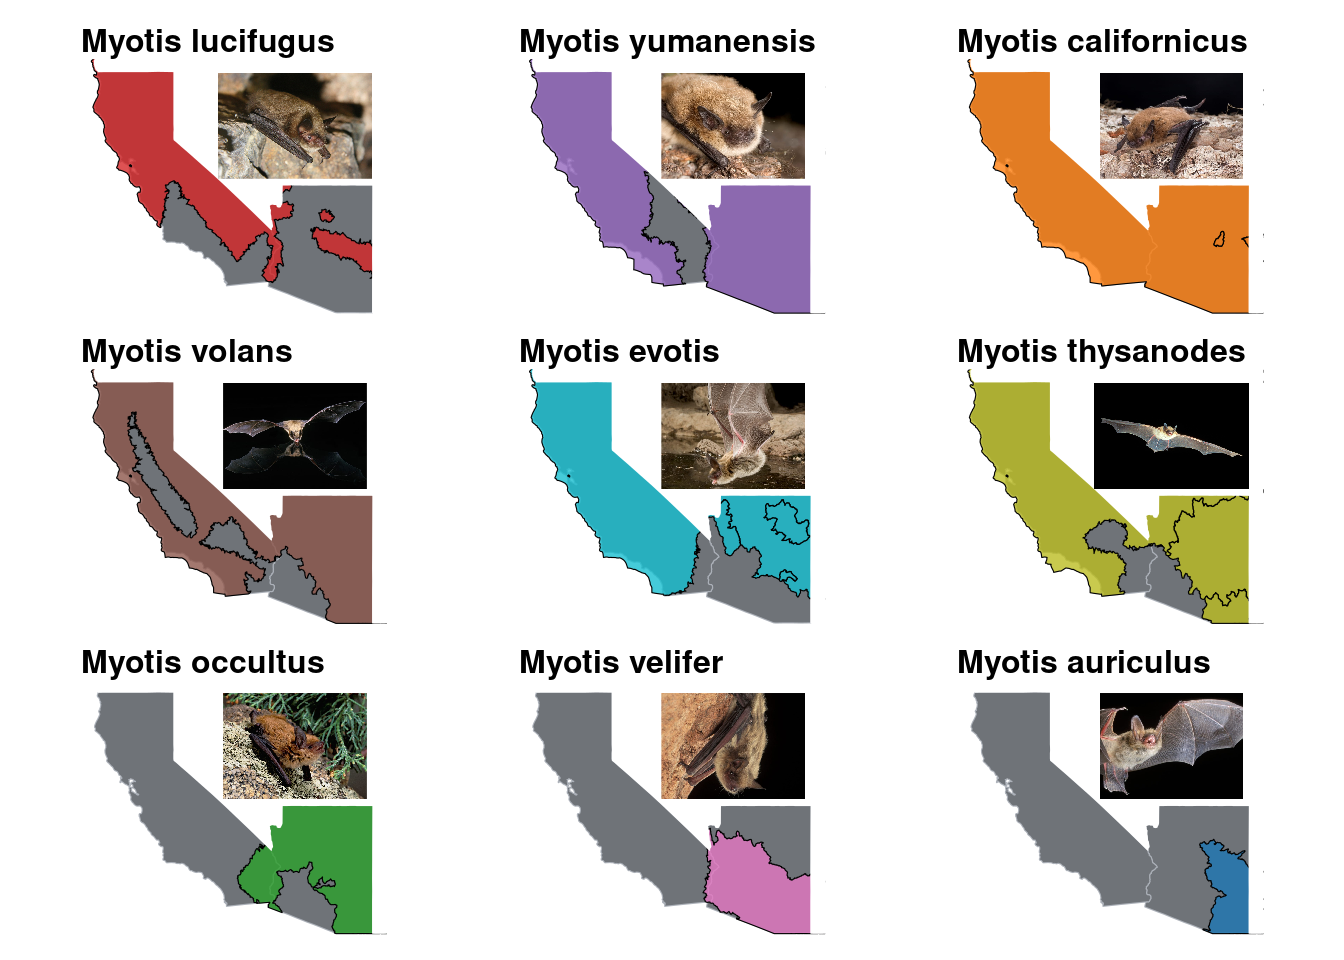 Myotis lucifugus
Myotis yumanensis
Myotis californicus
Myotis volans
Myotis evotis
Myotis thysanodes
Myotis occultus
Myotis velifer
Myotis auriculus